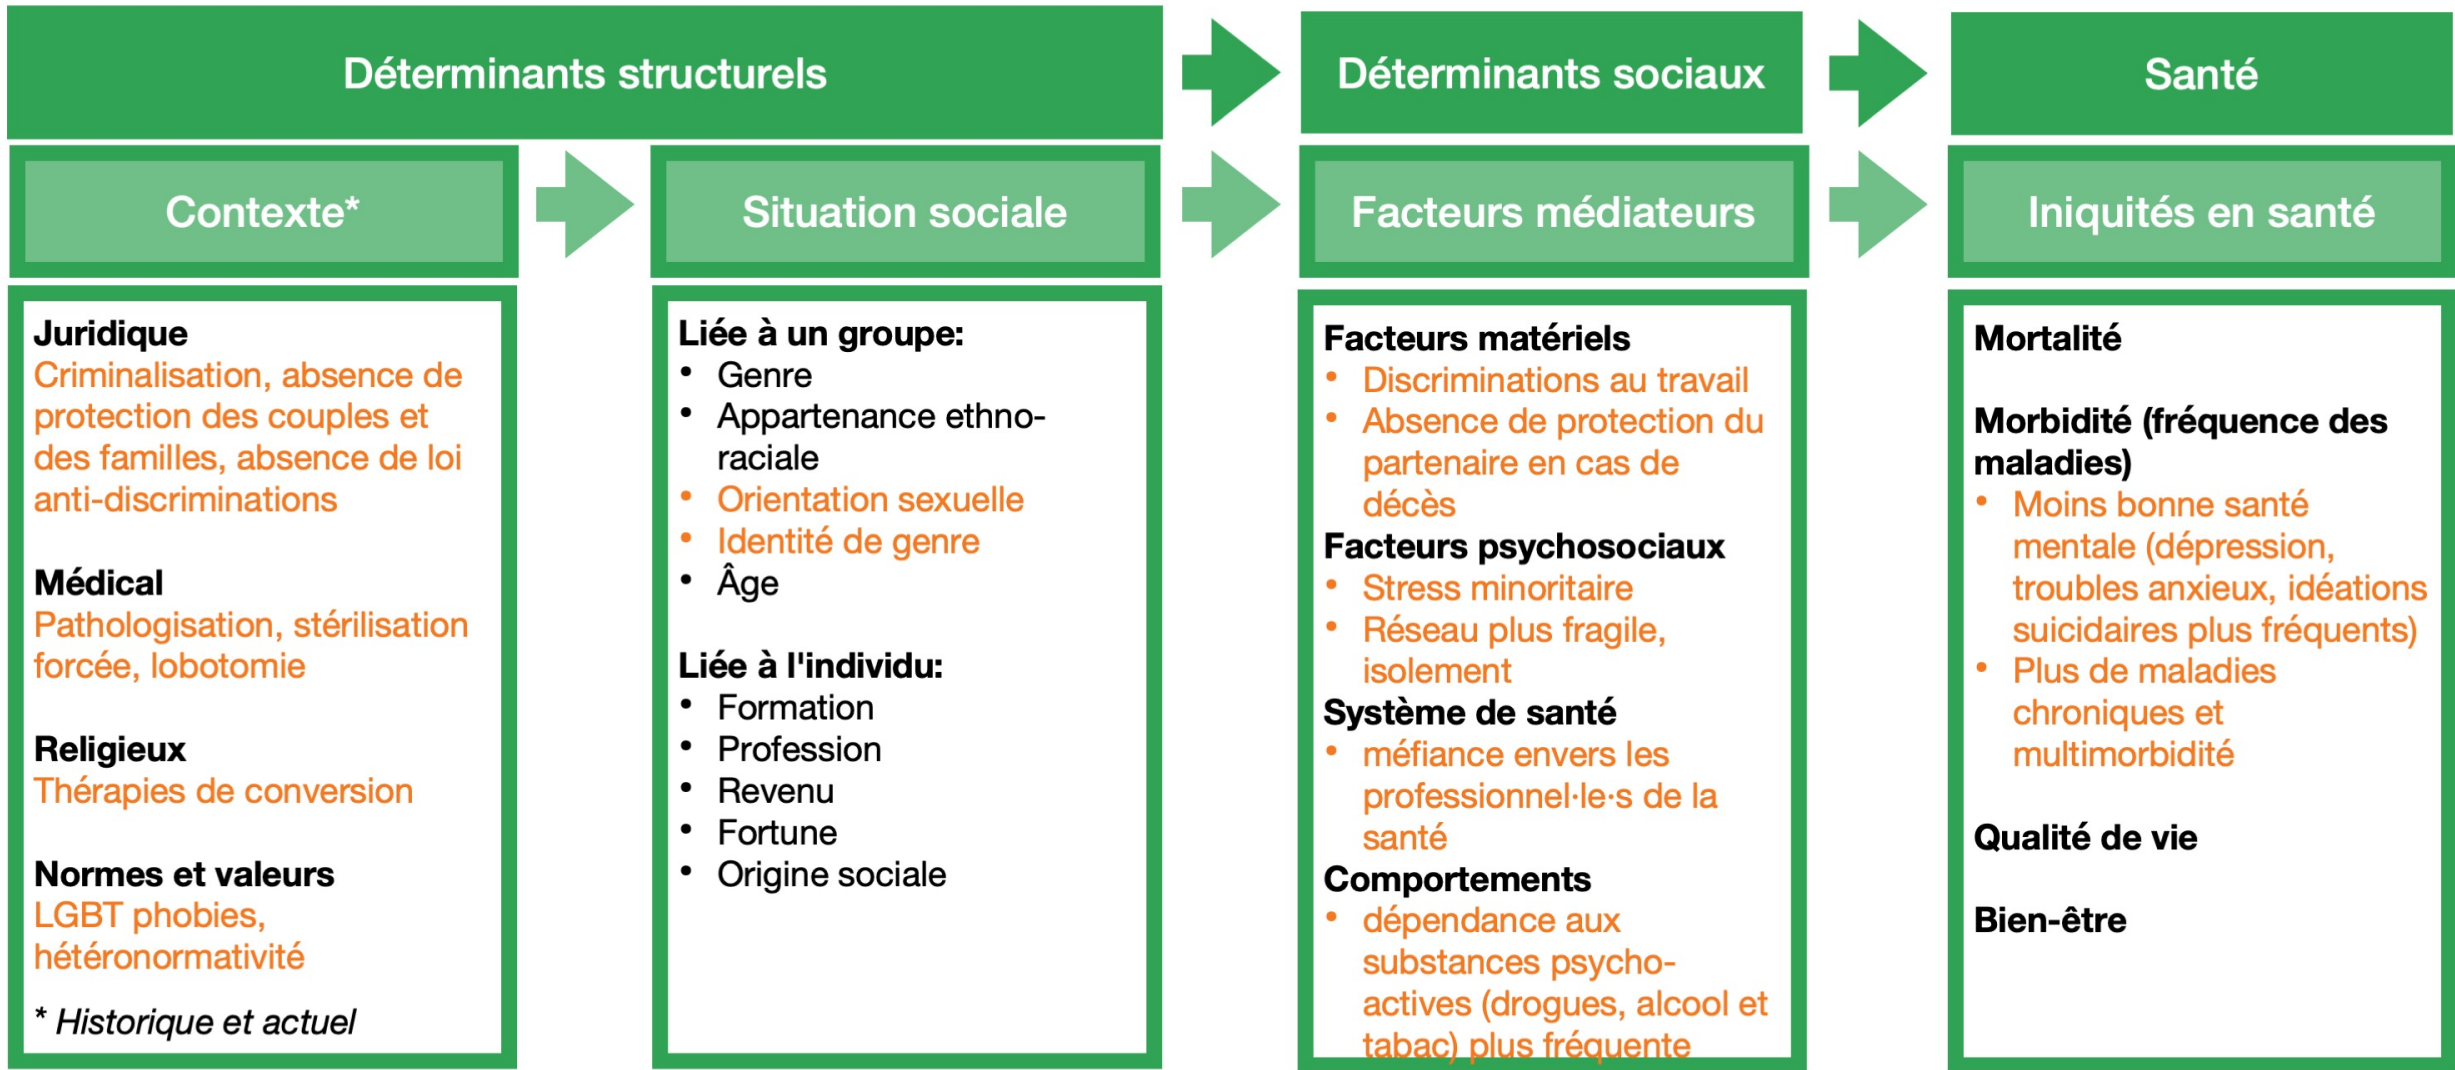 Déterminants structurels
Déterminants sociaux
Santé
Contexte*
Situation sociale
Facteurs médiateurs
Iniquités en santé
Juridique
Criminalisation, absence de
protection des couples et
des familles, absence de loi
anti-discriminations
Médical
Pathologisation, stérilisation
forcée, lobotomie
Religieux
Thérapies de conversion
Normes et valeurs
LGBT phobies,
hétéronormativité
* Historique et actuel
Liée à un groupe:
• Genre
• Appartenance ethno-
raciale
• Orientation sexuelle
• Identité de genre
• Âge
Liée à l'individu:
• Formation
• Profession
• Revenu
• Fortune
• Origine sociale
Facteurs matériels
• Discriminations au travail
• Absence de protection du
partenaire en cas de
décès
Facteurs psychosociaux
• Stress minoritaire
• Réseau plus fragile,
isolement
Système de santé
• méfiance envers les
professionnel·le·s de la
santé
Comportements
• dépendance aux
substances psycho-
actives (drogues, alcool et
tabac) plus fréquente
Mortalité
Morbidité (fréquence des
maladies)
• Moins bonne santé
mentale (dépression,
troubles anxieux, idéations
suicidaires plus fréquents)
• Plus de maladies
chroniques et
multimorbidité
Qualité de vie
Bien-être